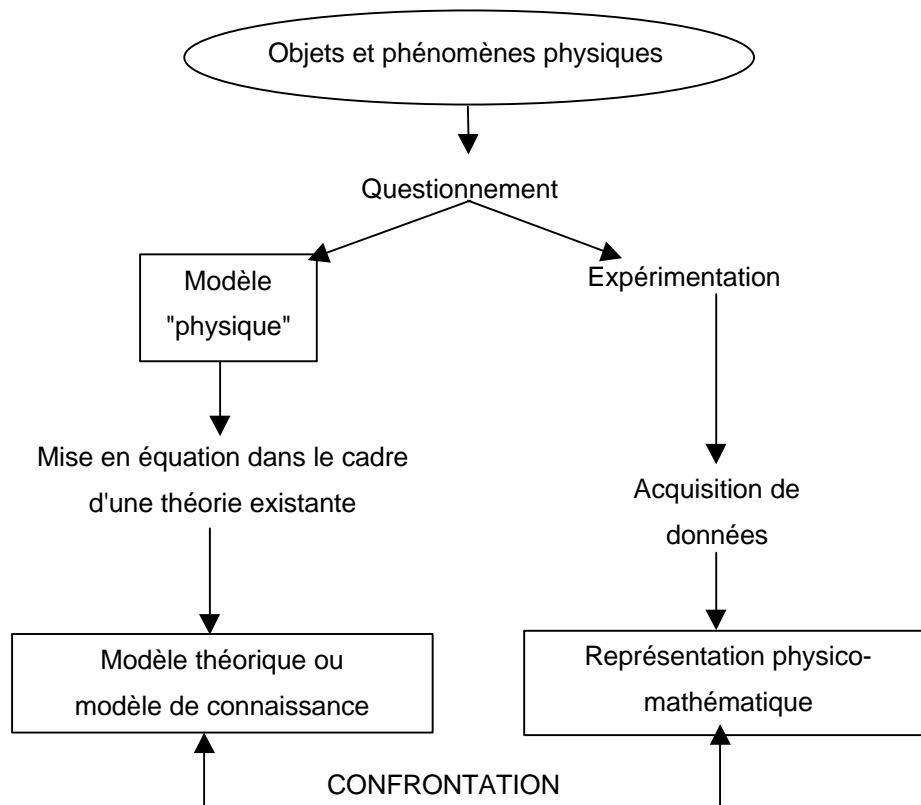 Objets et phénomènes physiques
Questionnement
Modèle
"physique"
Expérimentation
Mise en équation dans le cadre
d'une théorie existante
Acquisition de
données
Modèle théorique ou
modèle de connaissance
Représentation physico-
mathématique
CONFRONTATION